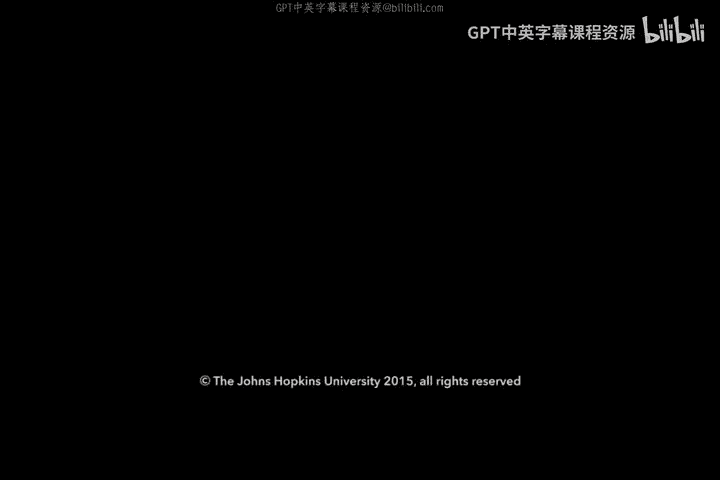 GPT中英字幕课程资源@bilibili.com
GPT中英字幕课程资源 bilibili
© The Johns Hopkins University 2015, all rights reserved